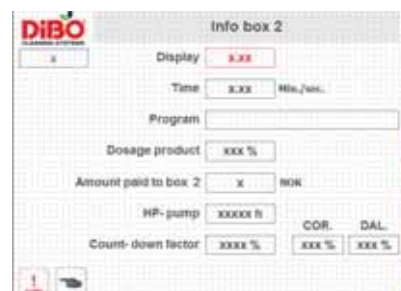 DiBO
Info box 2
CLEANING SYSTEMS
x
Display x.xx
Time x.xx Min./sec.
Program
Dosage product xxx %
Amount paid to box 2 x NOK
HP- pump xxxxx h
COR. DAL.
Count- down factor xxxx % xxx % xxx %
!